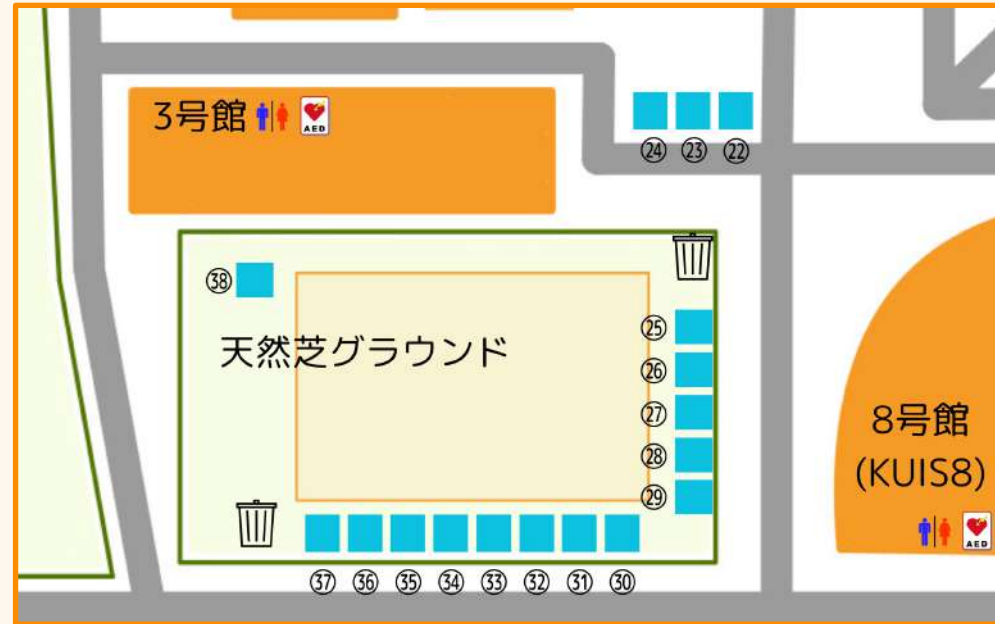 3号館
AED
㉔ ㉓ ㉒
㊳
天然芝グラウンド
㉕
㉖
㉗
㉘
㉙
㊲ ㊱ ㉟ ㉞ ㉝ ㉜ ㉛ ㉚
8号館
(KUIS8)
AED